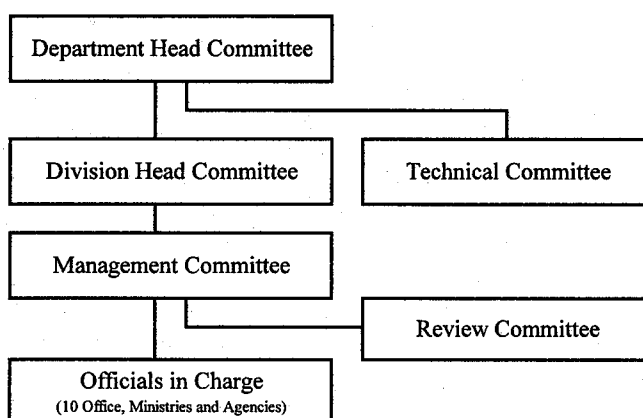 Department Head Committee
Division Head Committee
Technical Committee
Management Committee
Review Committee
Officials in Charge
(10 Office, Ministries and Agencies)